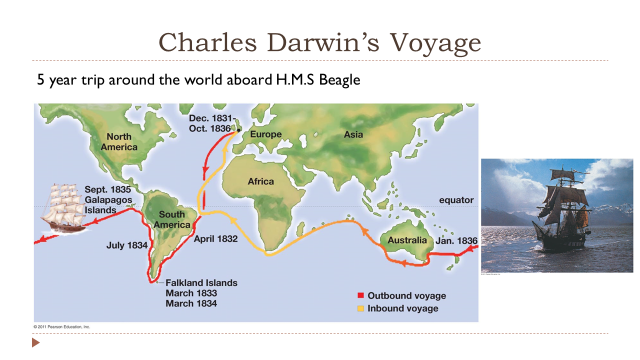 Charles Darwin's Voyage
5 year trip around the world aboard H.M.S Beagle
Dec. 1831-
Oct. 1836
North
America
Europe
Asia
Africa
Sept. 1835
Galapagos
Islands
South
America
equator
July 1834
April 1832
Australia
Jan. 1836
Falkland Islands
March 1833
March 1834
Outbound voyage
Inbound voyage
© 2011 Pearson Education, Inc.